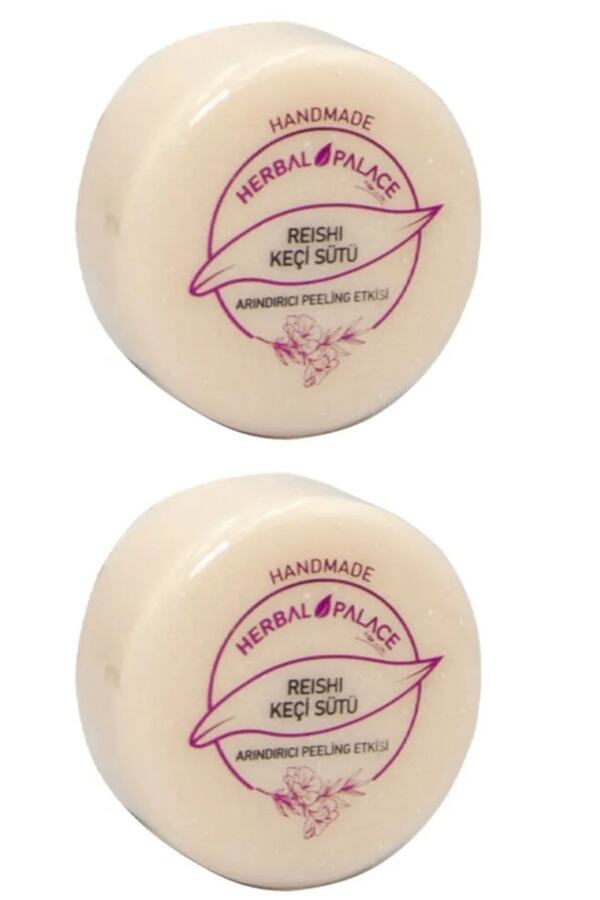 HANDMADE
HERBAL PALACE
REISHI
KEÇİ SÜTÜ
ARINDIRICI PEELİNG ETKİSİ
HANDMADE
HERBAL PALACE
REISHI
KEÇİ SÜTÜ
ARINDIRICI PEELİNG ETKİSİ